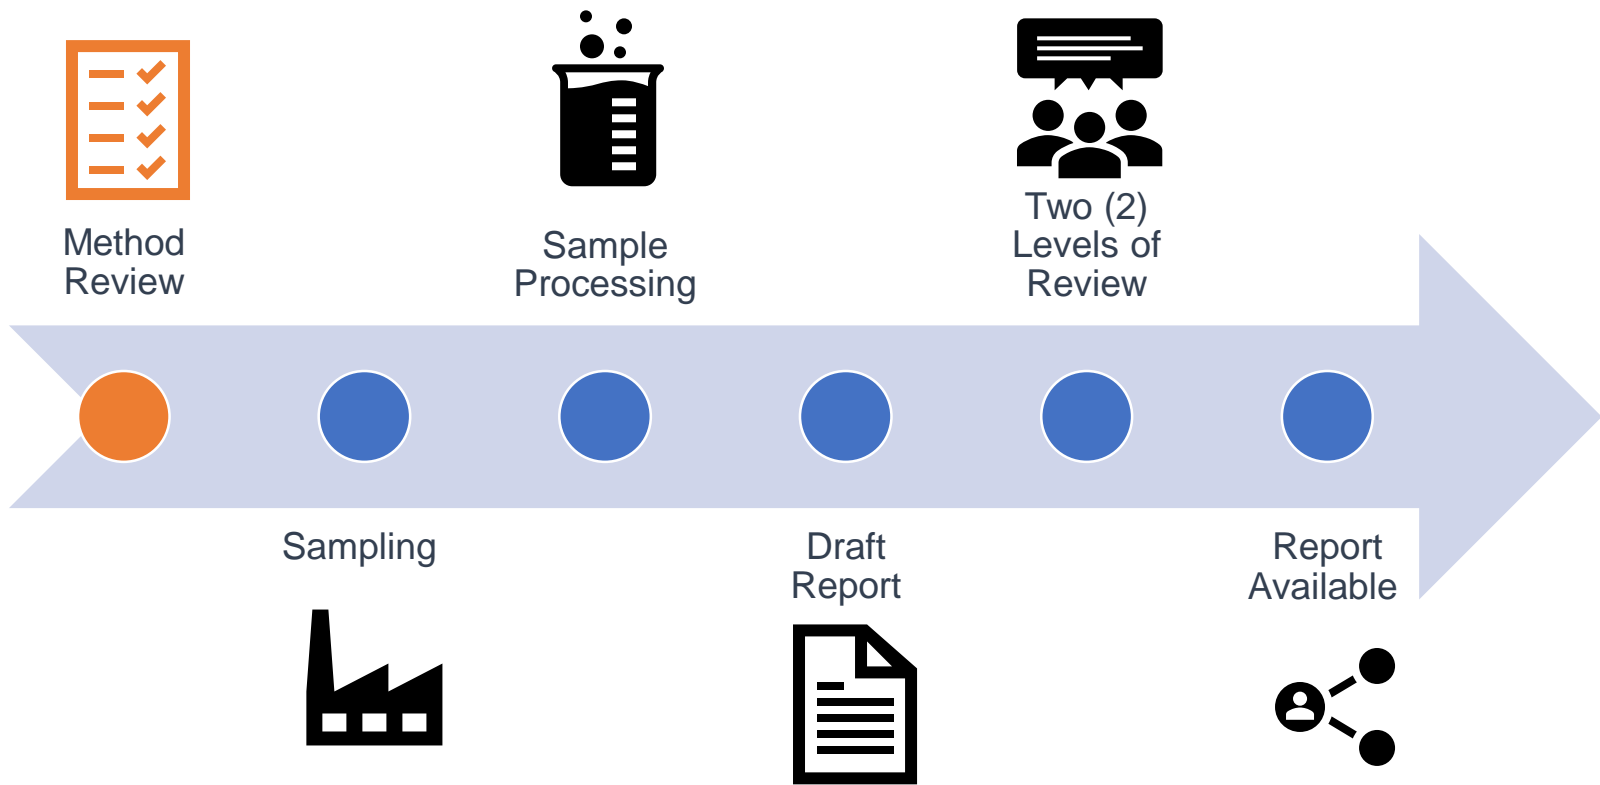 Method
Review
Sampling
Sample
Processing
Draft
Report
Two (2)
Levels of
Review
Report
Available